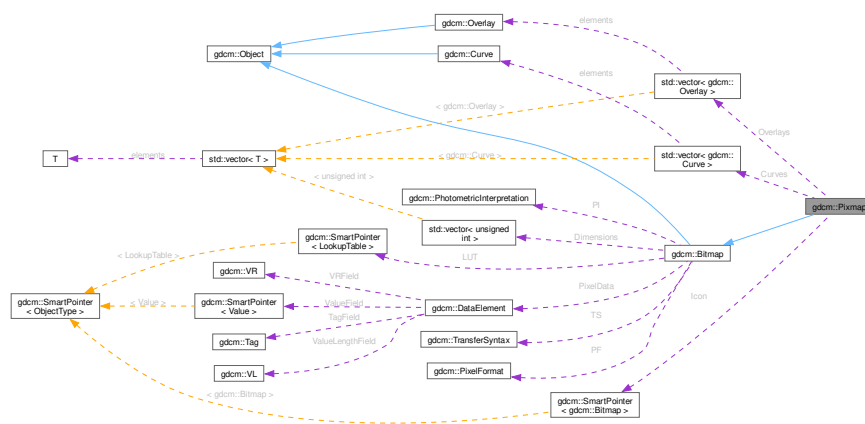 elements
gdcm::Overlay
gdcm::Object
gdcm::Curve
elements
std::vector< gdcm::
Overlay >
< gdcm::Overlay >
Overlays
T
elements
std::vector< T >
< gdcm::Curve >
std::vector< gdcm::
Curve >
Curves
< unsigned int >
gdcm::PhotometricInterpretation
PI
gdcm::Pixmap
std::vector< unsigned
int >
Dimensions
gdcm::SmartPointer
< LookupTable >
LUT
gdcm::Bitmap
< LookupTable >
gdcm::VR
VRField
PixelData
Icon
gdcm::SmartPointer
< ObjectType >
< Value >
gdcm::SmartPointer
< Value >
ValueField
gdcm::DataElement
TagField
TS
gdcm::Tag
ValueLengthField
gdcm::TransferSyntax
PF
gdcm::VL
gdcm::PixelFormat
< gdcm::Bitmap >
gdcm::SmartPointer
< gdcm::Bitmap >